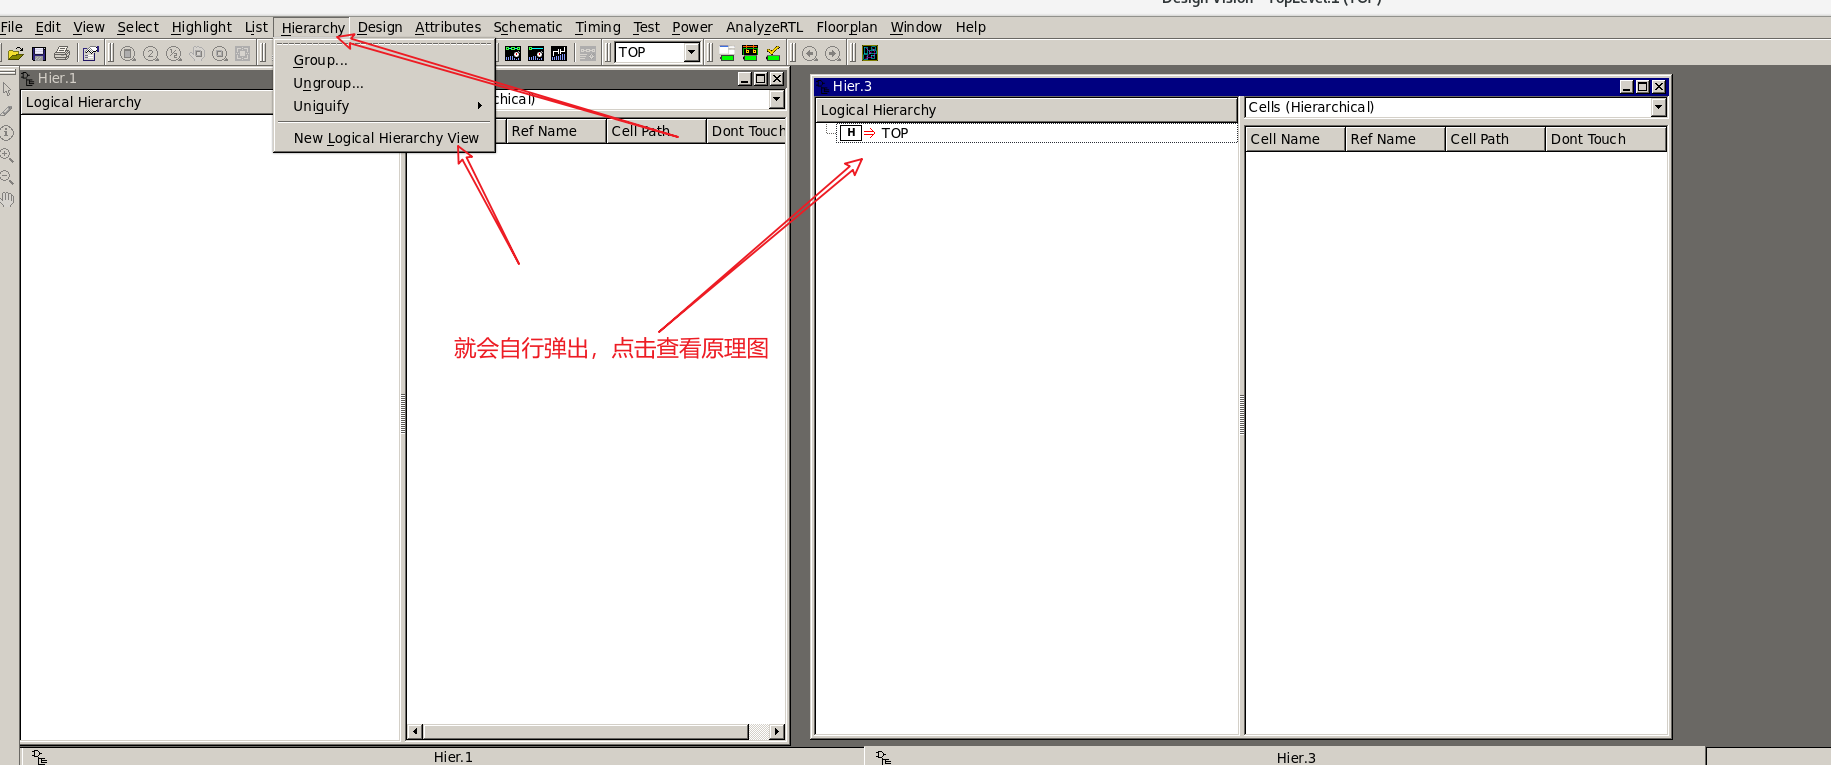 File Edit View Select Highlight List Hierarchy Design Attributes Schematic Timing Test Power AnalyzeRTL Floorplan Window Help
TOP
Group...
Ungroup...
Uniquify
New Logical Hierarchy View
Hier.1
Logical Hierarchy
chical)
Ref Name Cell Path Dont Touch
Hier.3
Logical Hierarchy
H TOP
Cells (Hierarchical)
Cell Name Ref Name Cell Path Dont Touch
就会自行弹出，点击查看原理图
Hier.1 Hier.3